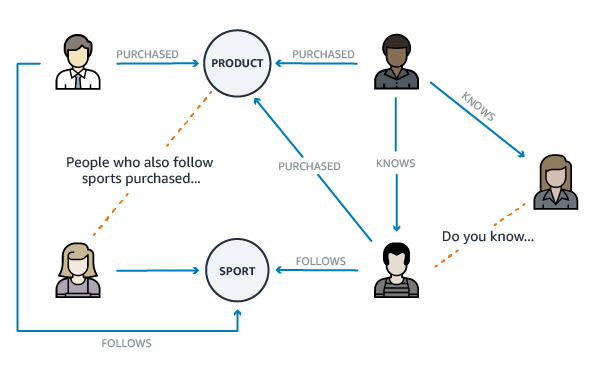 PURCHASED
PRODUCT
PURCHASED
KNOWS
People who also follow
sports purchased...
PURCHASED
KNOWS
Do you know...
SPORT
FOLLOWS
FOLLOWS